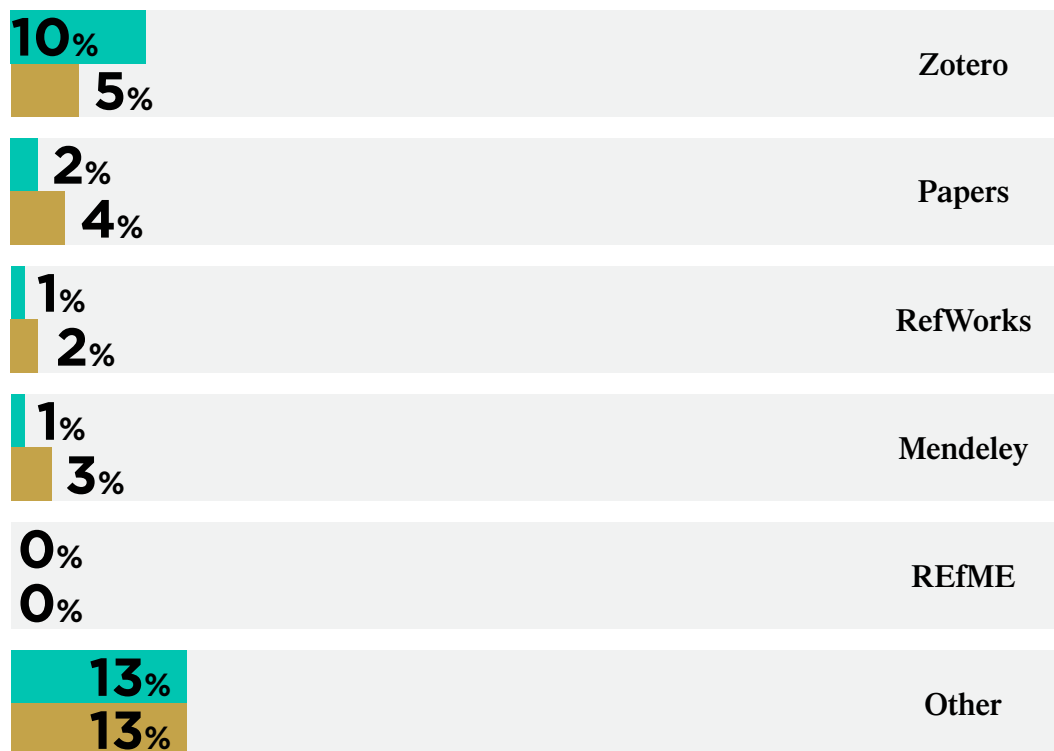 10%
Zotero
5%
2%
Papers
4%
1%
RefWorks
2%
1%
Mendeley
3%
0%
REfME
0%
13%
Other
13%